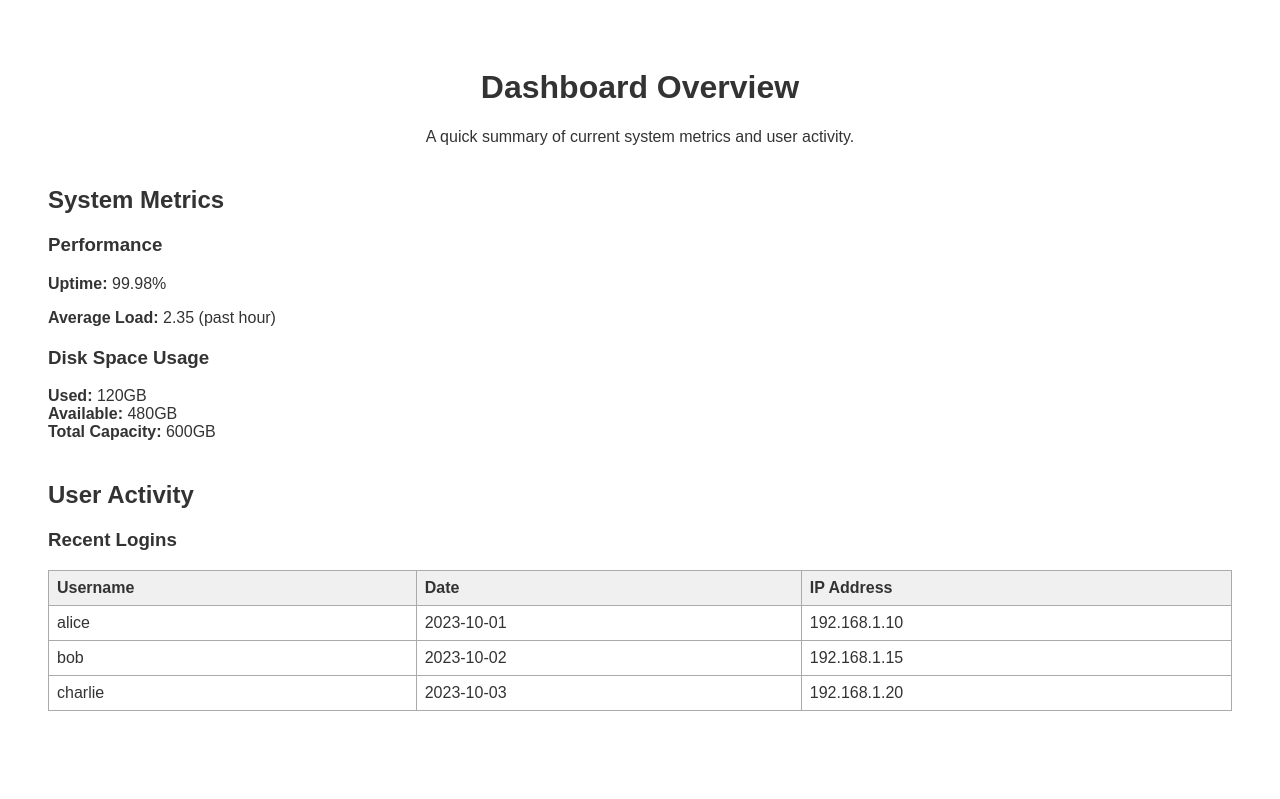 Dashboard Overview
A quick summary of current system metrics and user activity.
System Metrics
Performance
Uptime: 99.98%
Average Load: 2.35 (past hour)
Disk Space Usage
Used: 120GB
Available: 480GB
Total Capacity: 600GB
User Activity
Recent Logins
Username Date IP Address
alice 2023-10-01 192.168.1.10
bob 2023-10-02 192.168.1.15
charlie 2023-10-03 192.168.1.20